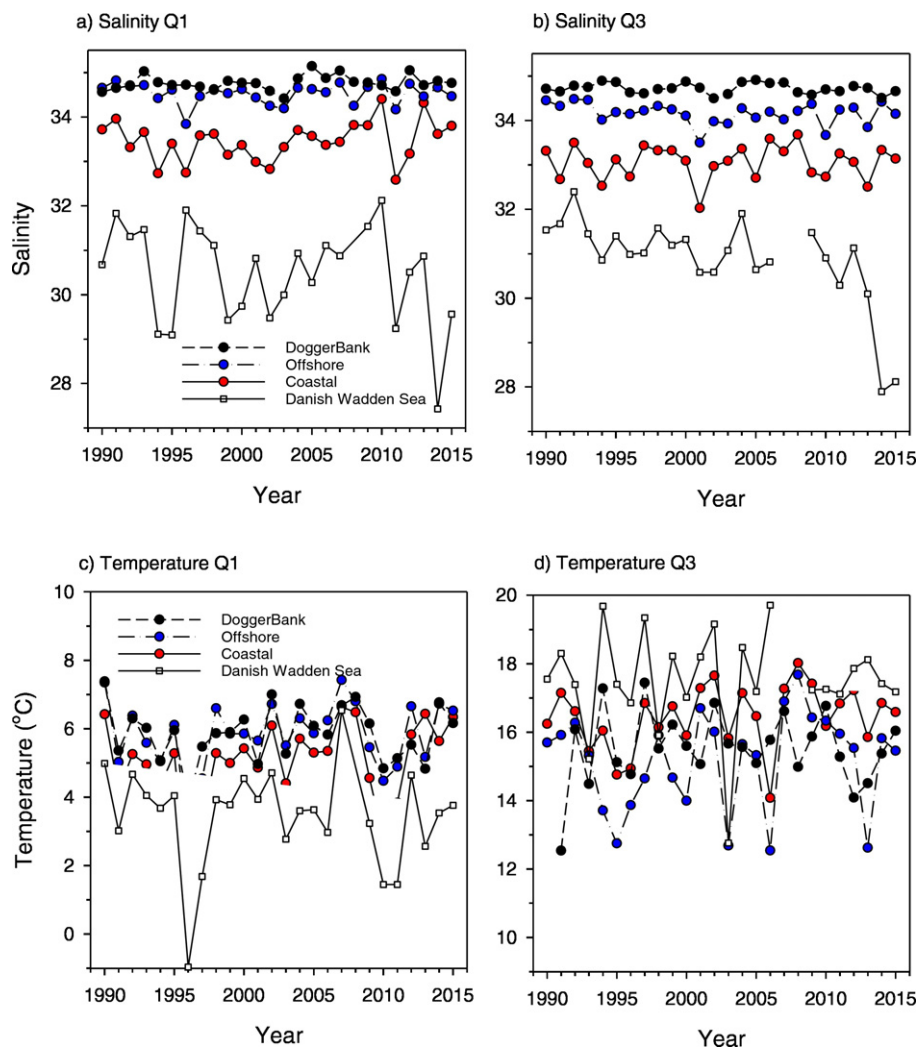 a) Salinity Q1
b) Salinity Q3
34
32
30
28
Salinity
DoggerBank
Offshore
Coastal
Danish Wadden Sea
1990 1995 2000 2005 2010 2015
Year
34
32
30
28
1990 1995 2000 2005 2010 2015
Year
c) Temperature Q1
d) Temperature Q3
10
8
6
4
2
0
Temperature (°C)
DoggerBank
Offshore
Coastal
Danish Wadden Sea
1990 1995 2000 2005 2010 2015
Year
20
18
16
14
12
10
1990 1995 2000 2005 2010 2015
Year